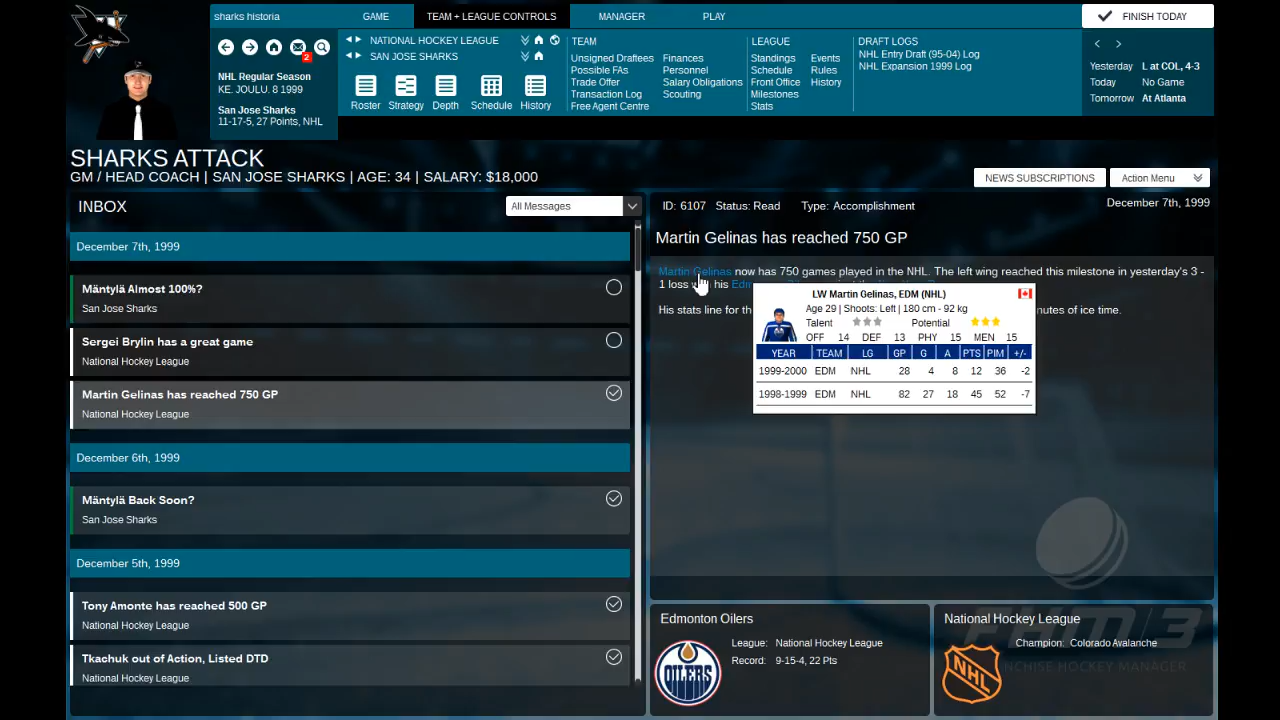 sharks historia
GAME
TEAM + LEAGUE CONTROLS
MANAGER
PLAY
FINISH TODAY
2
NHL Regular Season
KE. JOULU. 8 1999
San Jose Sharks
11-17-5, 27 Points, NHL
NATIONAL HOCKEY LEAGUE
SAN JOSE SHARKS
Roster
Strategy
Depth
Schedule
History
TEAM
Unsigned Draftees
Finances
Possible FAs
Personnel
Trade Offer
Salary Obligations
Transaction Log
Scouting
Free Agent Centre
LEAGUE
Standings
Events
Schedule
Rules
Front Office
History
Milestones
Stats
DRAFT LOGS
NHL Entry Draft (95-04) Log
NHL Expansion 1999 Log
Yesterday L at COL, 4-3
Today No Game
Tomorrow At Atlanta
SHARKS ATTACK
GM / HEAD COACH | SAN JOSE SHARKS | AGE: 34 | SALARY: $18,000
NEWS SUBSCRIPTIONS
Action Menu
INBOX
All Messages
December 7th, 1999
Mäntylä Almost 100%?
San Jose Sharks
Sergei Brylin has a great game
National Hockey League
Martin Gelinas has reached 750 GP
National Hockey League
December 6th, 1999
Mäntylä Back Soon?
San Jose Sharks
December 5th, 1999
Tony Amonte has reached 500 GP
National Hockey League
Tkachuk out of Action, Listed DTD
National Hockey League
ID: 6107 Status: Read Type: Accomplishment
December 7th, 1999
Martin Gelinas has reached 750 GP
Martin Gelinas now has 750 games played in the NHL. The left wing reached this milestone in yesterday's 3 -
1 loss his
His stats line for nutes of ice time.
LW Martin Gelinas, EDM (NHL)
Age 29 | Shoots: Left | 180 cm - 92 kg
Talent Potential
OFF 14 DEF 13 PHY 15 MEN 15
YEAR TEAM LG GP G A PTS PIM +/-
1999-2000 EDM NHL 28 4 8 12 36 -2
1998-1999 EDM NHL 82 27 18 45 52 -7
Edmonton Oilers
League: National Hockey League
Record: 9-15-4, 22 Pts
OILERS
National Hockey League
Champion: Colorado Avalanche
NHL
FHM/3
NCHISE HOCKEY MANAGER